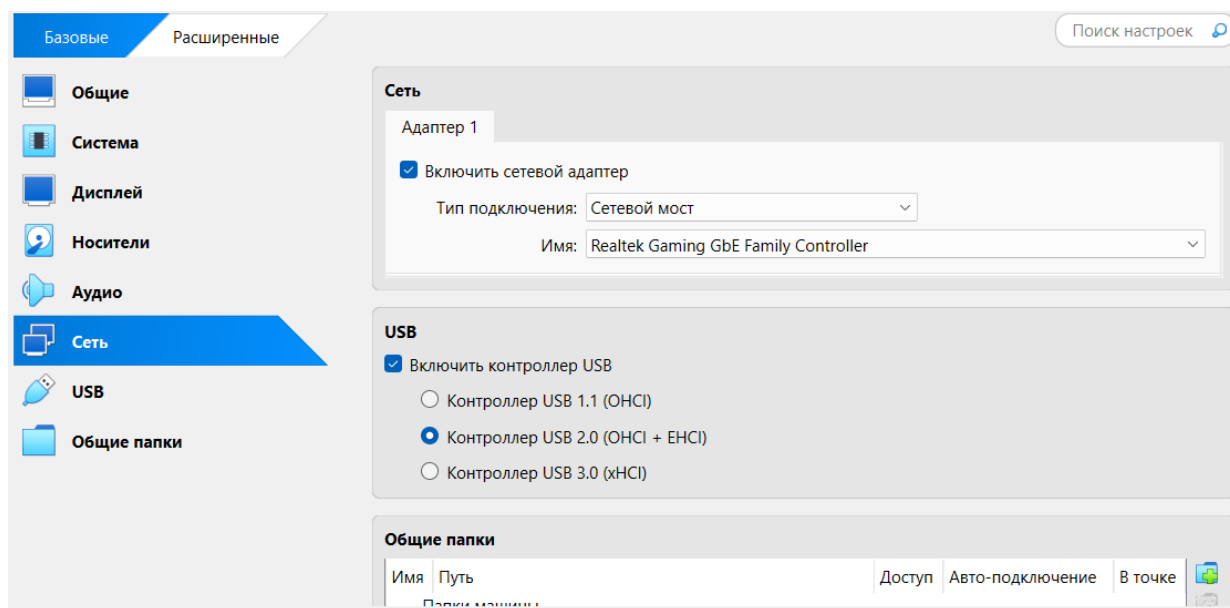 Базовые
Расширенные
Поиск настроек
Общие
Система
Дисплей
Носители
Аудио
Сеть
USB
Общие папки
Сеть
Адаптер 1
Включить сетевой адаптер
Тип подключения: Сетевой мост
Имя: Realtek Gaming GbE Family Controller
USB
Включить контроллер USB
Контроллер USB 1.1 (OHCI)
Контроллер USB 2.0 (OHCI + EHCI)
Контроллер USB 3.0 (xHCI)
Общие папки
Имя Путь Доступ Авто-подключение В точке
Папки машины